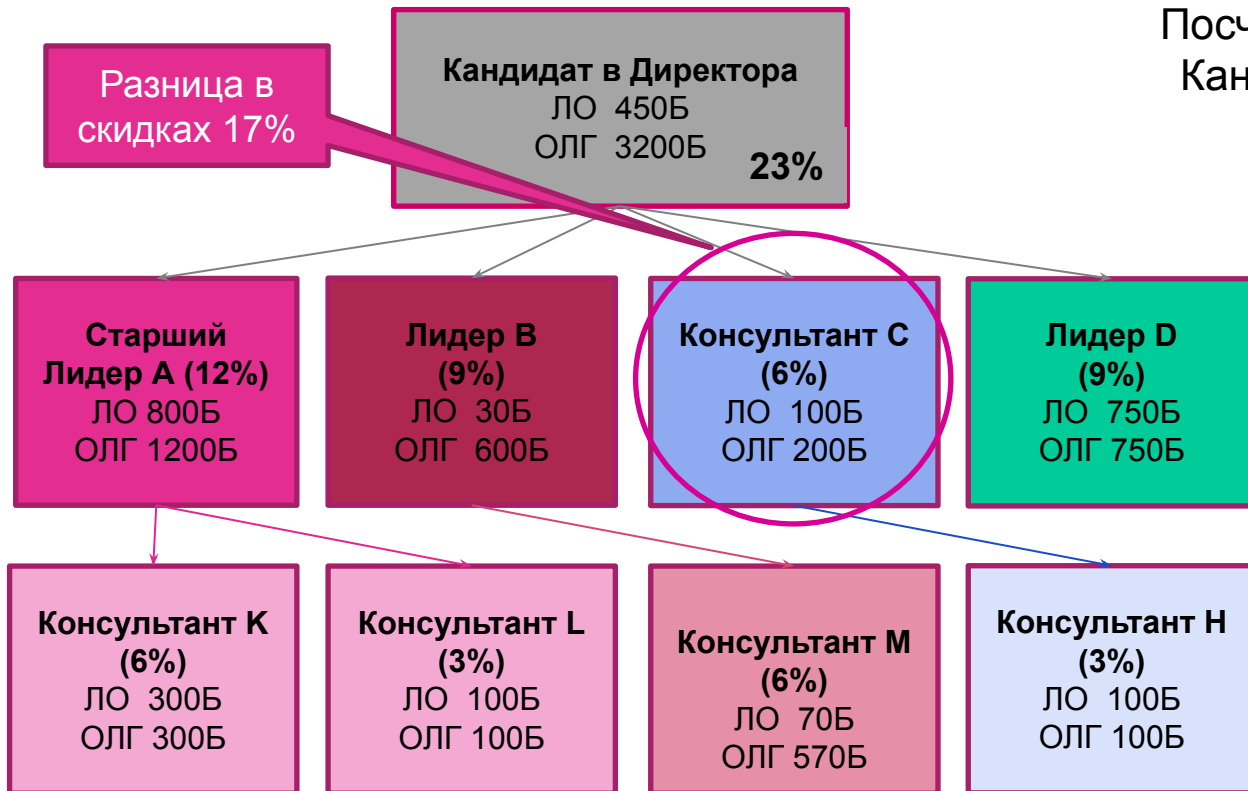 Посч
Кан
Разница в
скидках 17%
Кандидат в Директора
ЛО 450Б
ОЛГ 3200Б
23%
Старший
Лидер А (12%)
ЛО 800Б
ОЛГ 1200Б
Лидер В
(9%)
ЛО 30Б
ОЛГ 600Б
Консультант С
(6%)
ЛО 100Б
ОЛГ 200Б
Лидер D
(9%)
ЛО 750Б
ОЛГ 750Б
Консультант K
(6%)
ЛО 300Б
ОЛГ 300Б
Консультант L
(3%)
ЛО 100Б
ОЛГ 100Б
Консультант М
(6%)
ЛО 70Б
ОЛГ 570Б
Консультант Н
(3%)
ЛО 100Б
ОЛГ 100Б